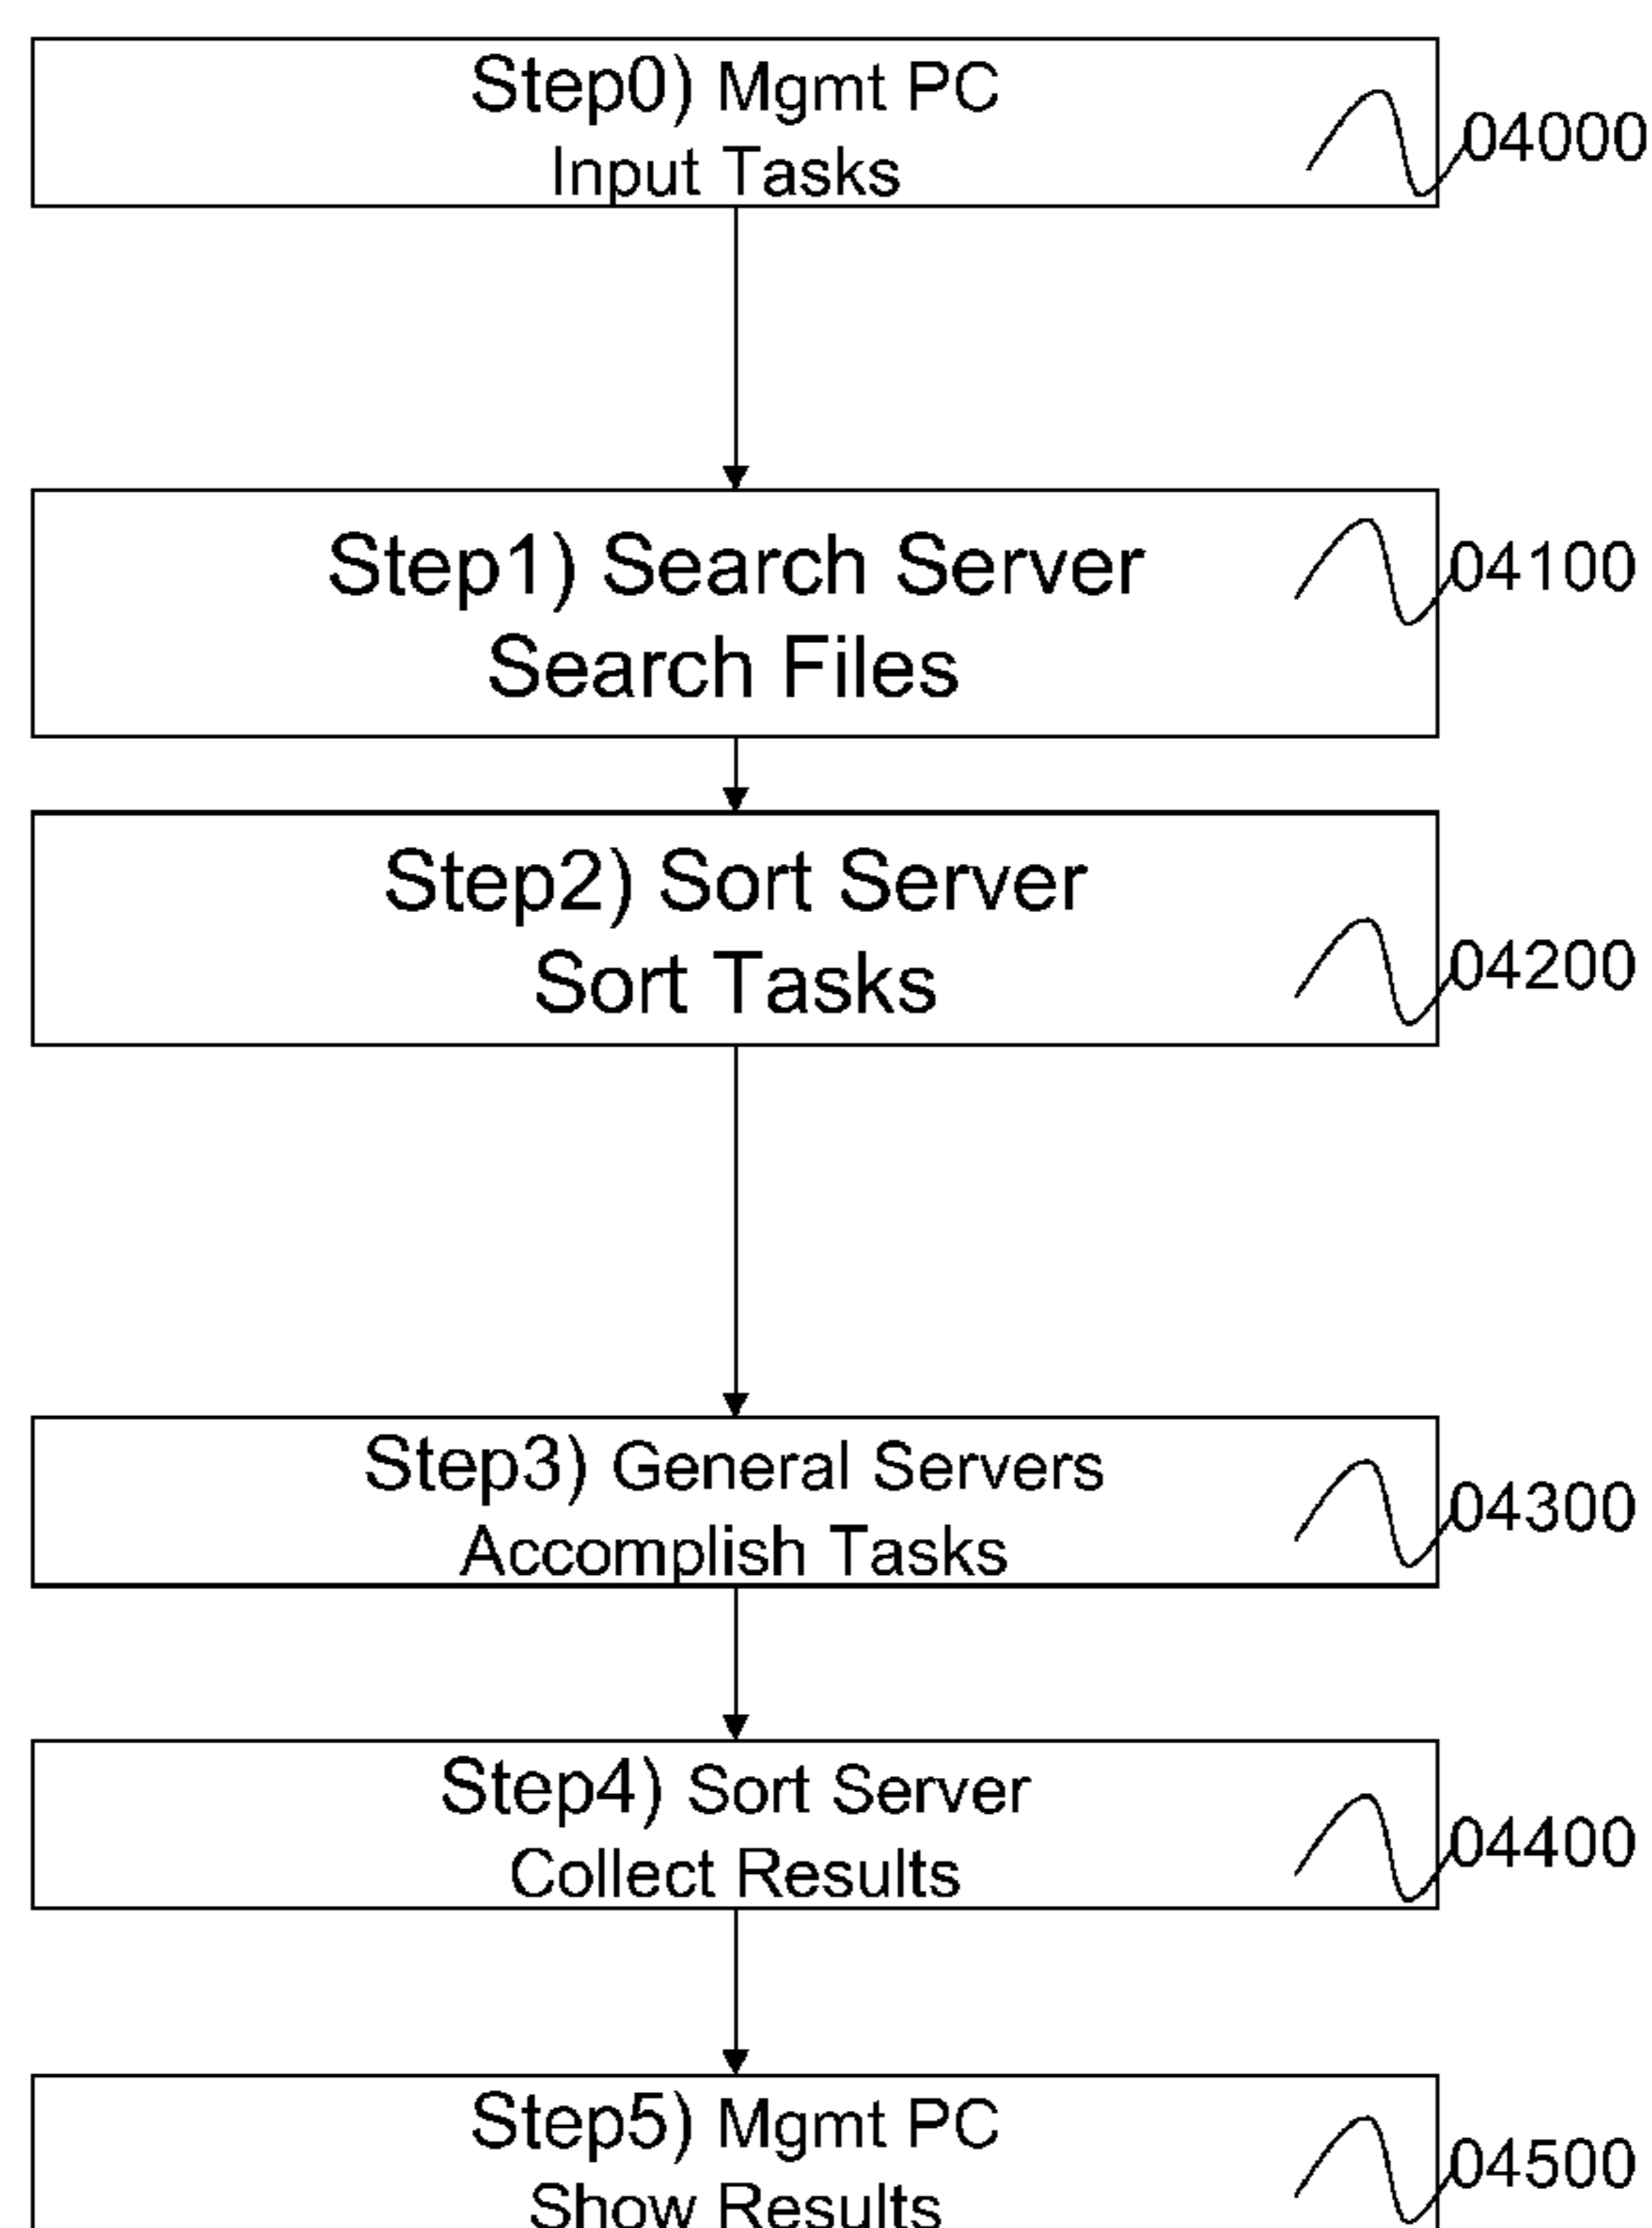 Step0) Mgmt PC
Input Tasks
04000
Step1) Search Server
Search Files
04100
Step2) Sort Server
Sort Tasks
04200
Step3) General Servers
Accomplish Tasks
04300
Step4) Sort Server
Collect Results
04400
Step5) Mgmt PC
Show Results
04500